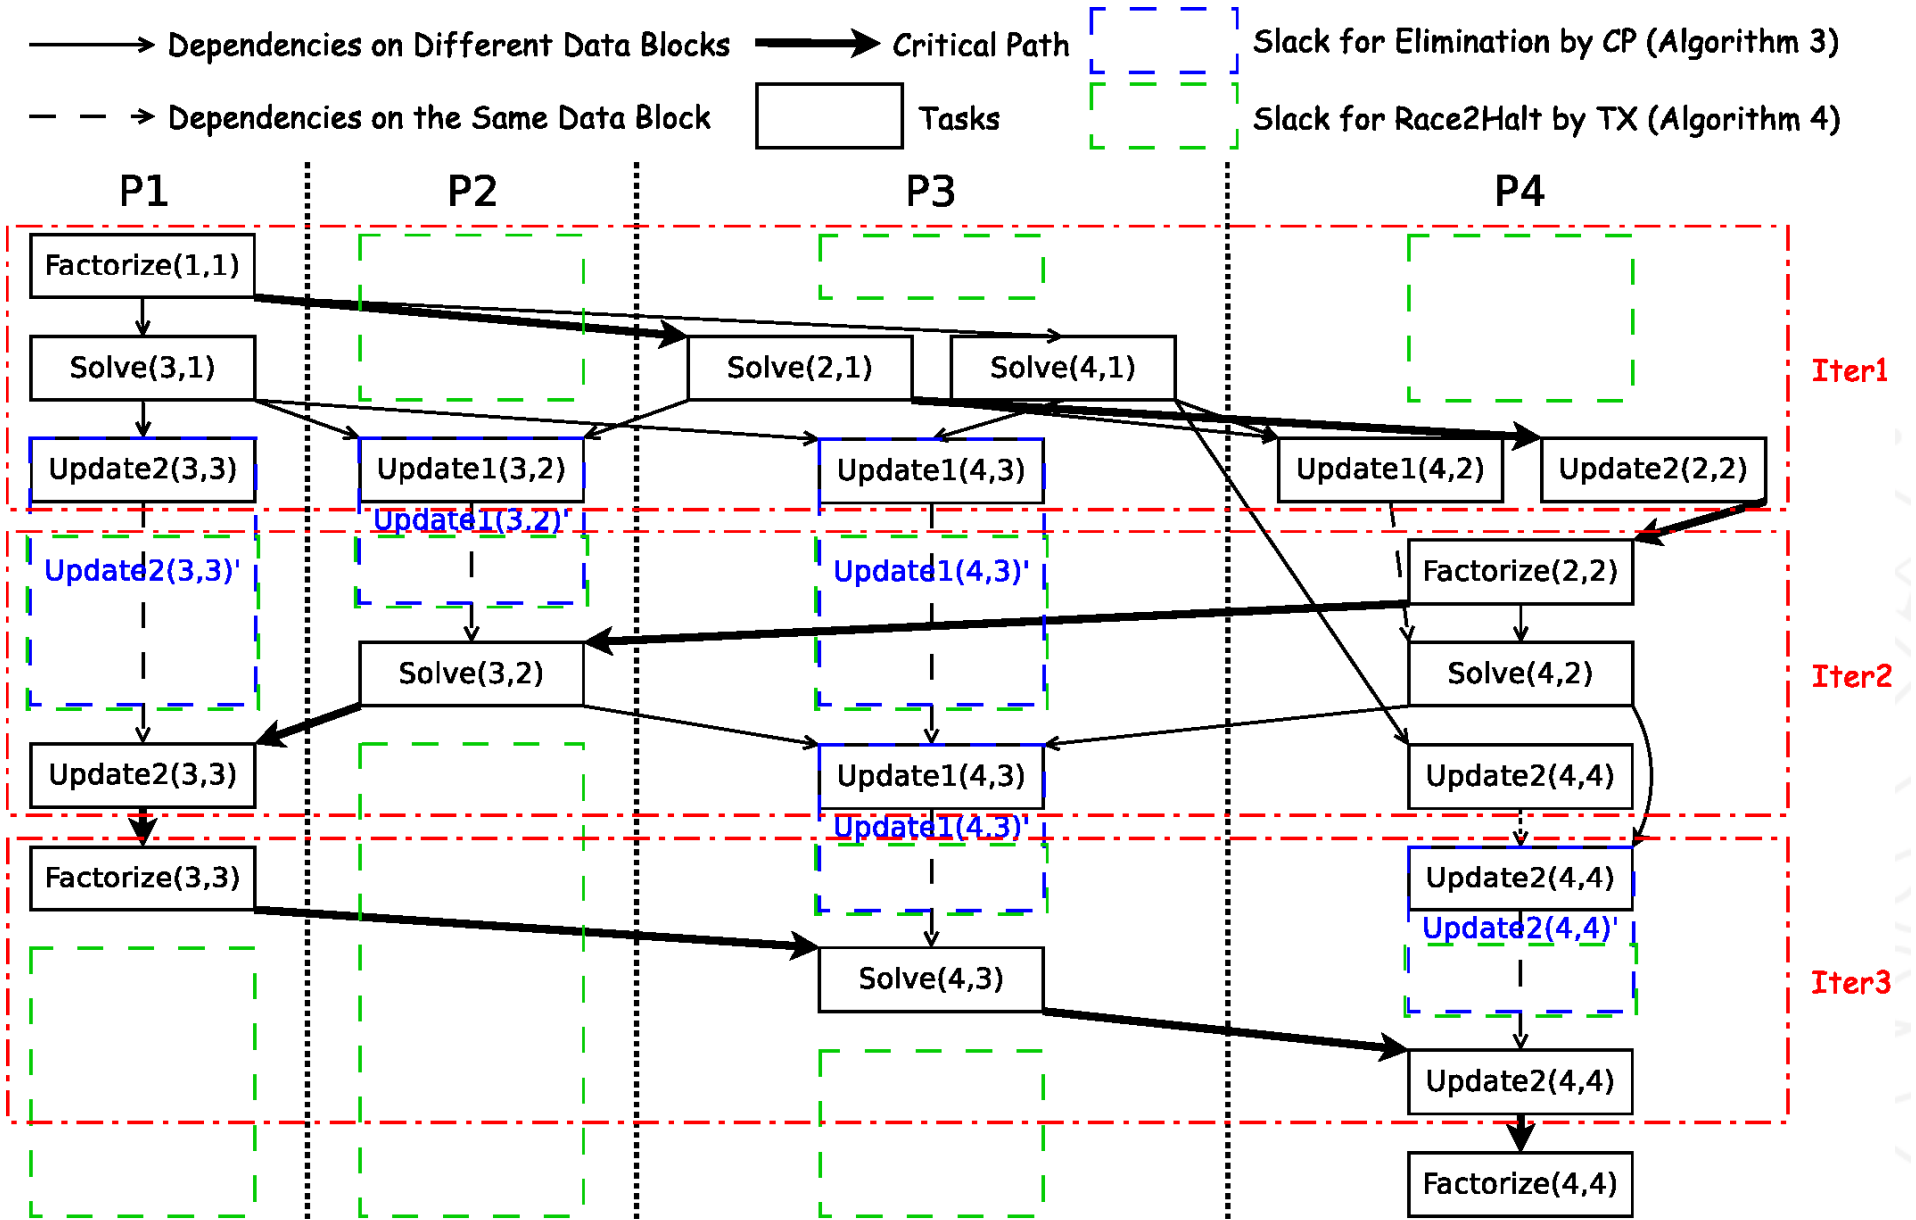 Dependencies on Different Data Blocks
Critical Path
Slack for Elimination by CP (Algorithm 3)
Dependencies on the Same Data Block
Tasks
Slack for Race2Halt by TX (Algorithm 4)
P1 P2 P3 P4
Factorize(1,1)
Solve(3,1) Solve(2,1) Solve(4,1) Iter1
Update2(3,3) Update1(3,2) Update1(4,3) Update1(4,2) Update2(2,2)
Update1(3,2)'
Update2(3,3)' Update1(4,3)' Factorize(2,2)
Solve(3,2) Solve(4,2) Iter2
Update2(3,3) Update1(4,3) Update2(4,4)
Update1(4,3)'
Factorize(3,3) Update2(4,4)
Update2(4,4)'
Solve(4,3) Iter3
Update2(4,4)
Factorize(4,4)